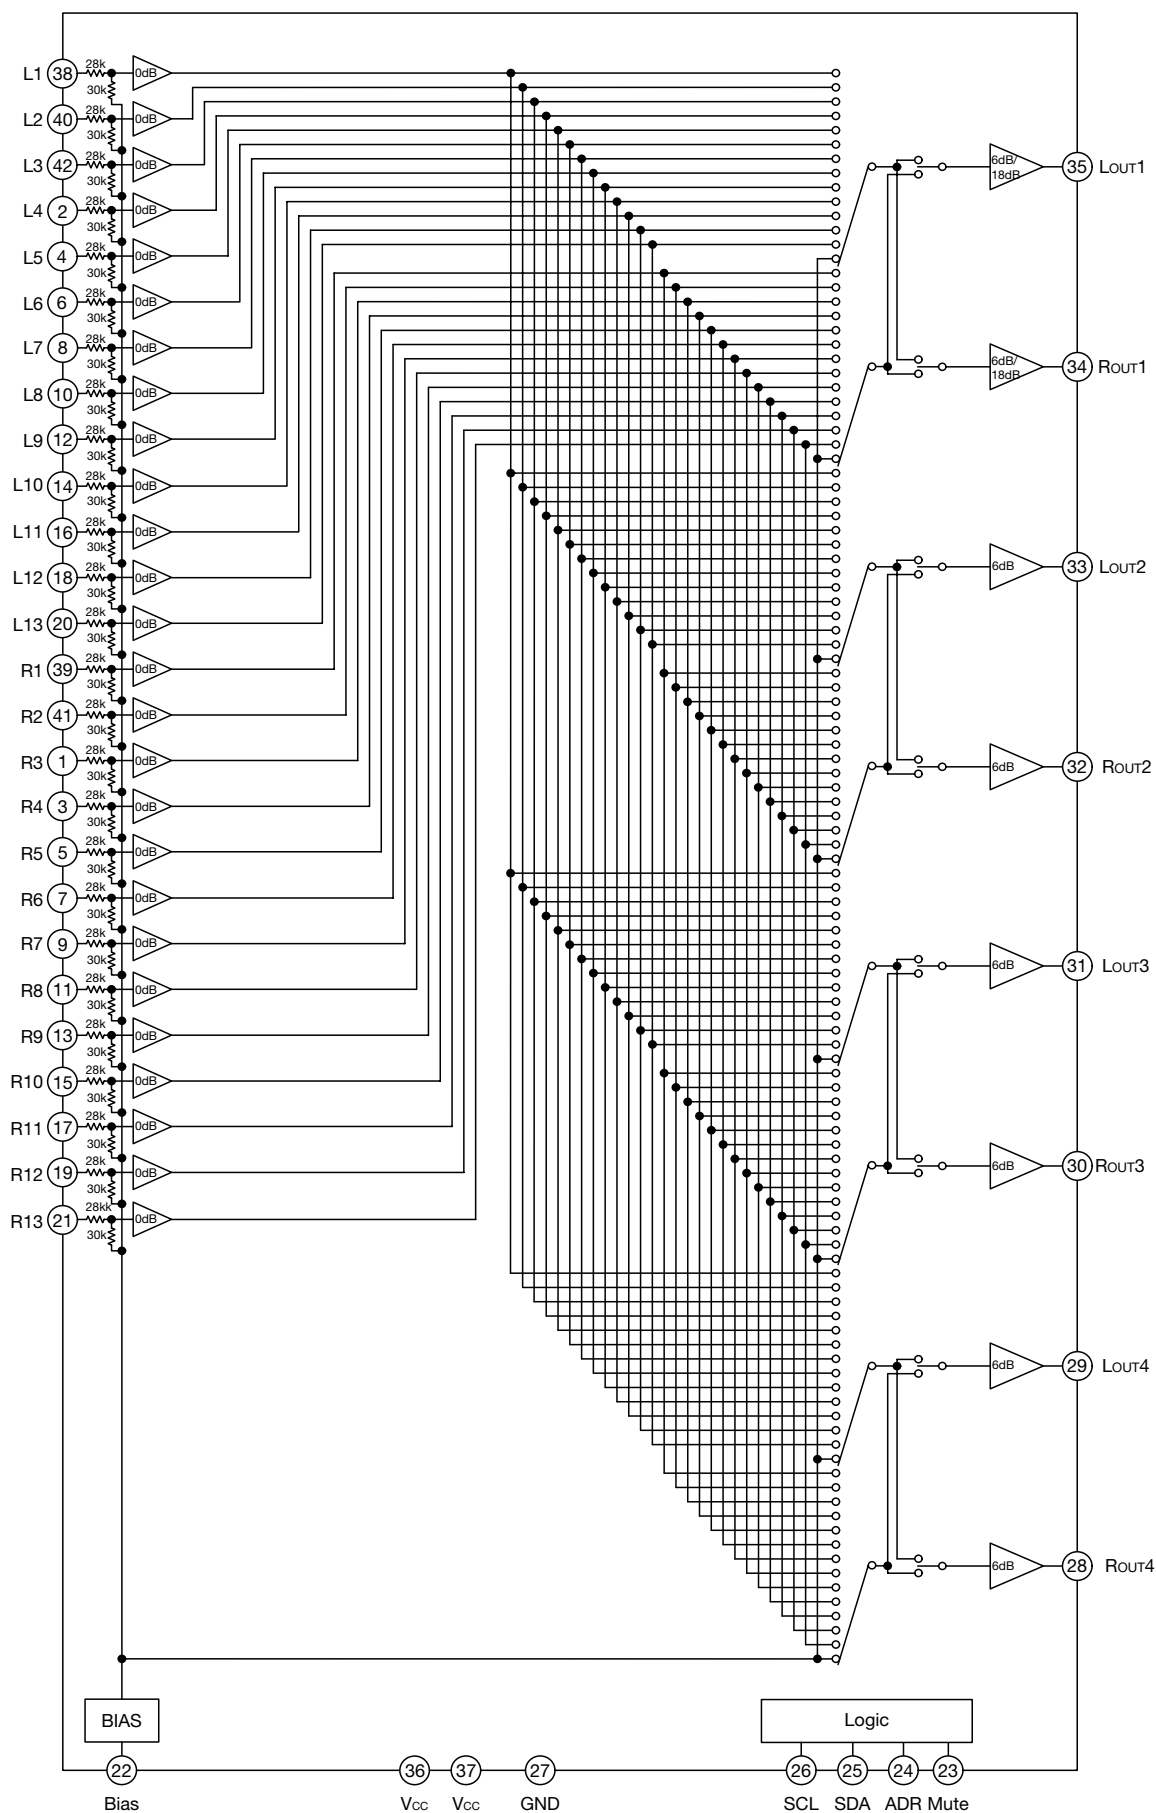 L1 38 28k 30k 0dB
L2 40 28k 30k 0dB
L3 42 28k 30k 0dB
L4 2 28k 30k 0dB
L5 4 28k 30k 0dB
L6 6 28k 30k 0dB
L7 8 28k 30k 0dB
L8 10 28k 30k 0dB
L9 12 28k 30k 0dB
L10 14 28k 30k 0dB
L11 16 28k 30k 0dB
L12 18 28k 30k 0dB
L13 20 28k 30k 0dB
R1 39 28k 30k 0dB
R2 41 28k 30k 0dB
R3 1 28k 30k 0dB
R4 3 28k 30k 0dB
R5 5 28k 30k 0dB
R6 7 28k 30k 0dB
R7 9 28k 30k 0dB
R8 11 28k 30k 0dB
R9 13 28k 30k 0dB
R10 15 28k 30k 0dB
R11 17 28k 30k 0dB
R12 19 28k 30k 0dB
R13 21 28kk 30k 0dB
6dB/
18dB
35 LOUT1
6dB/
18dB
34 ROUT1
6dB 33 LOUT2
6dB 32 ROUT2
6dB 31 LOUT3
6dB 30 ROUT3
6dB 29 LOUT4
6dB 28 ROUT4
BIAS
Logic
22 36 37 27 26 25 24 23
Bias VCC VCC GND SCL SDA ADR Mute